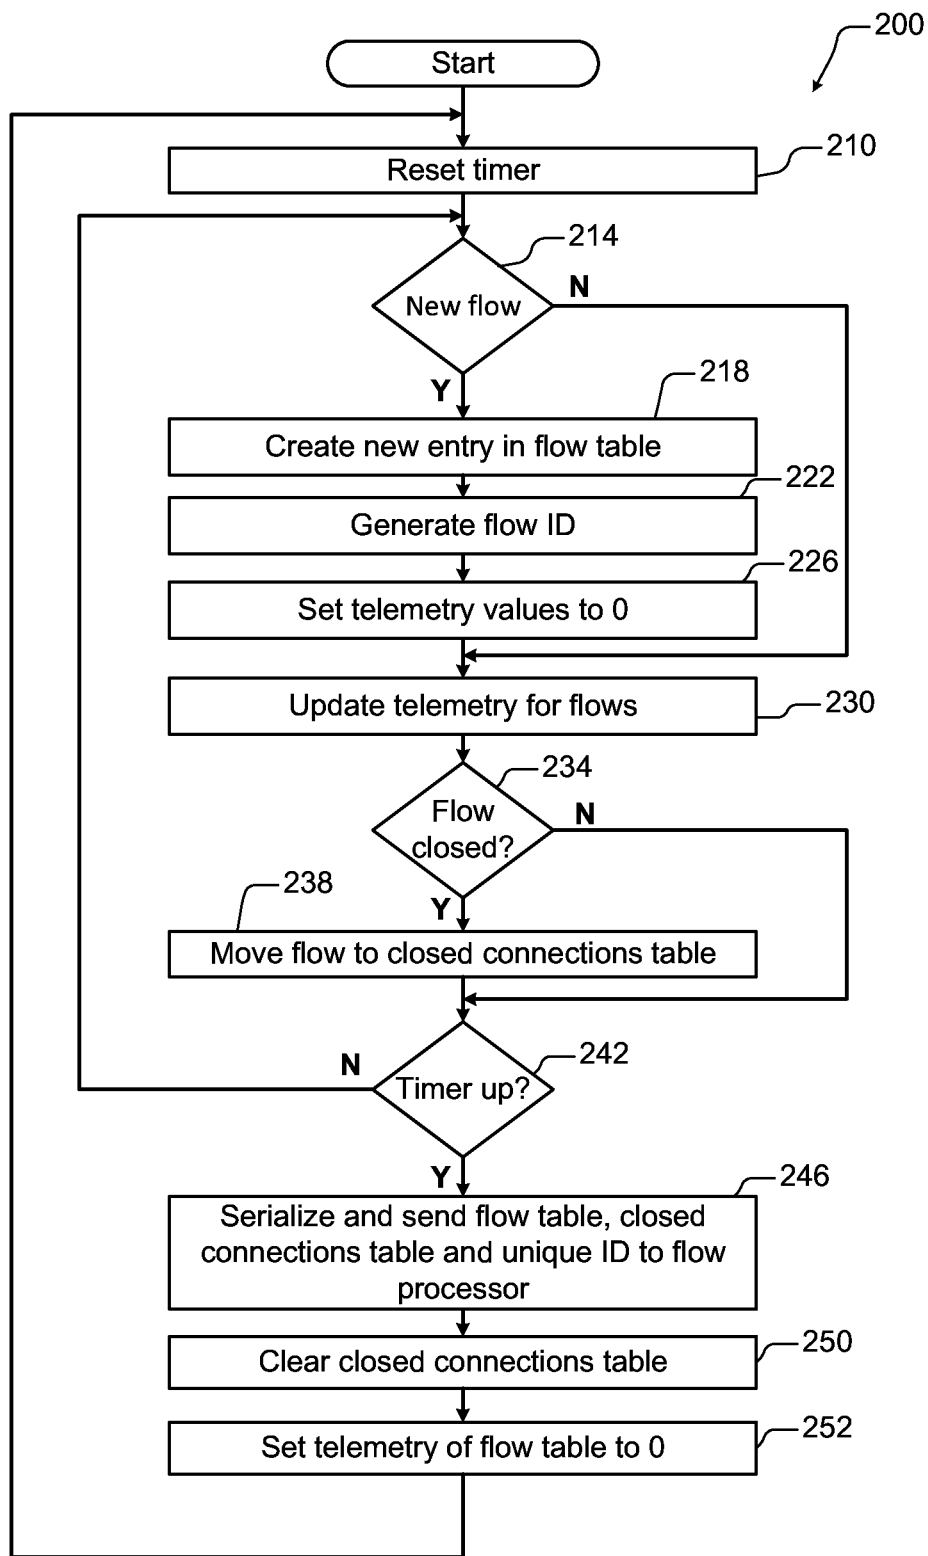 200
Start
Reset timer
210
214
New flow
N
Y
218
Create new entry in flow table
222
Generate flow ID
226
Set telemetry values to 0
Update telemetry for flows
230
234
Flow
closed?
N
Y
238
Move flow to closed connections table
242
N
Timer up?
Y
246
Serialize and send flow table, closed
connections table and unique ID to flow
processor
250
Clear closed connections table
252
Set telemetry of flow table to 0